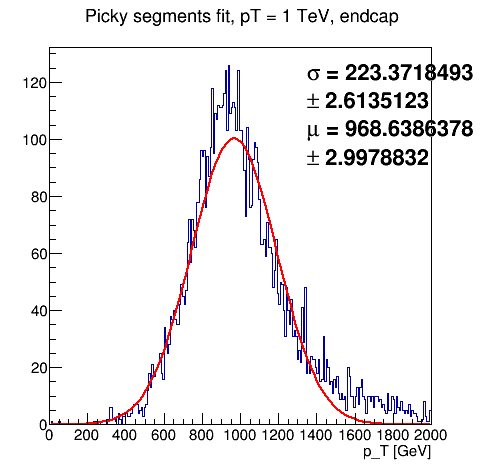 Picky segments fit, pT = 1 TeV, endcap
σ = 223.3718493
± 2.6135123
μ = 968.6386378
± 2.9978832
120
100
80
60
40
20
0
0 200 400 600 800 1000 1200 1400 1600 1800 2000
p_T [GeV]